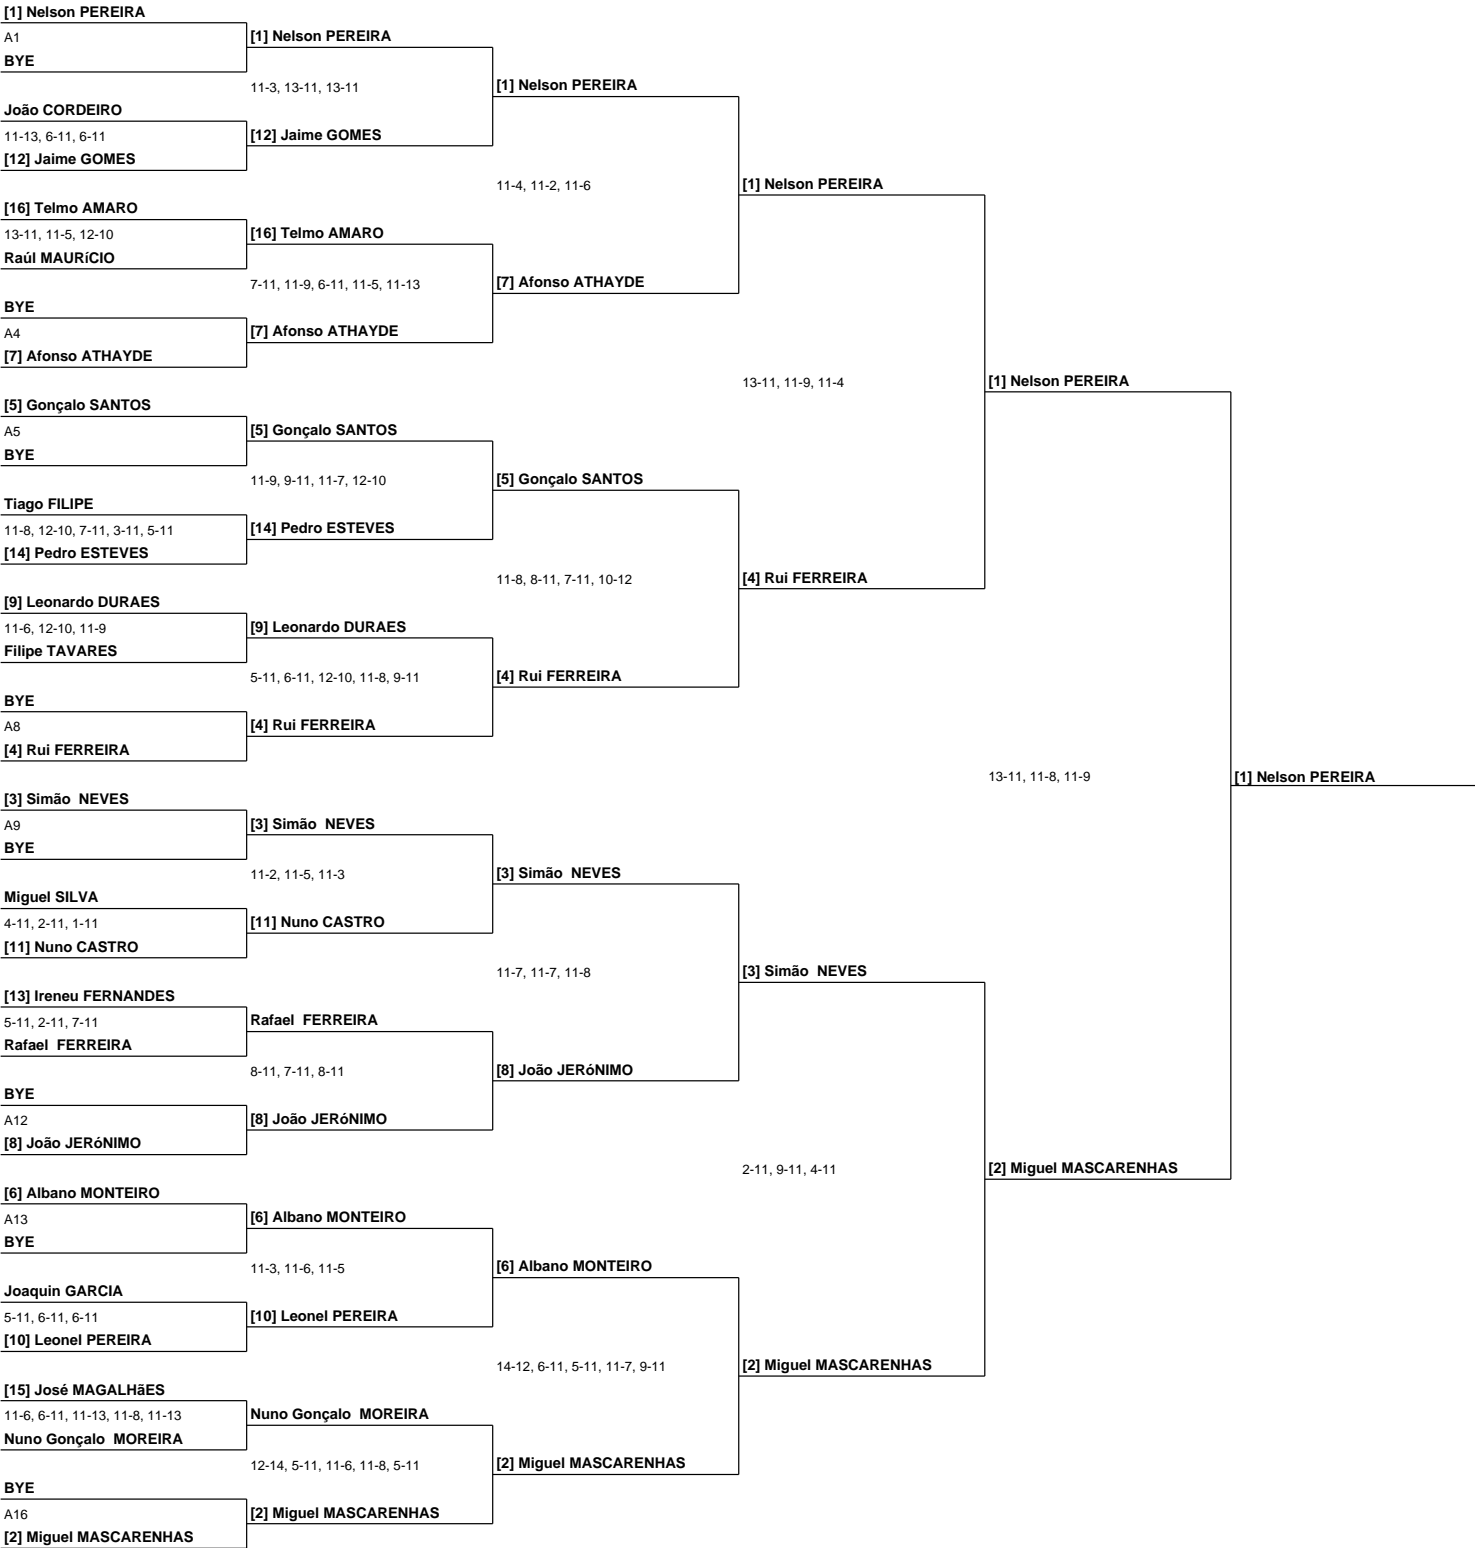 [1] Nelson PEREIRA
A1
BYE
João CORDEIRO
11-13, 6-11, 6-11
[12] Jaime GOMES
[16] Telmo AMARO
13-11, 11-5, 12-10
Raúl MAURíCIO
BYE
A4
[7] Afonso ATHAYDE
[5] Gonçalo SANTOS
A5
BYE
Tiago FILIPE
11-8, 12-10, 7-11, 3-11, 5-11
[14] Pedro ESTEVES
[9] Leonardo DURAES
11-6, 12-10, 11-9
Filipe TAVARES
BYE
A8
[4] Rui FERREIRA
[3] Simão  NEVES
A9
BYE
Miguel SILVA
4-11, 2-11, 1-11
[11] Nuno CASTRO
[13] Ireneu FERNANDES
5-11, 2-11, 7-11
Rafael  FERREIRA
BYE
A12
[8] João JERóNIMO
[6] Albano MONTEIRO
A13
BYE
Joaquin GARCIA
5-11, 6-11, 6-11
[10] Leonel PEREIRA
[15] José MAGALHãES
11-6, 6-11, 11-13, 11-8, 11-13
Nuno Gonçalo  MOREIRA
BYE
A16
[2] Miguel MASCARENHAS
[1] Nelson PEREIRA
11-3, 13-11, 13-11
[12] Jaime GOMES
[16] Telmo AMARO
7-11, 11-9, 6-11, 11-5, 11-13
[7] Afonso ATHAYDE
[5] Gonçalo SANTOS
11-9, 9-11, 11-7, 12-10
[14] Pedro ESTEVES
[9] Leonardo DURAES
5-11, 6-11, 12-10, 11-8, 9-11
[4] Rui FERREIRA
[3] Simão  NEVES
11-2, 11-5, 11-3
[11] Nuno CASTRO
Rafael  FERREIRA
8-11, 7-11, 8-11
[8] João JERóNIMO
[6] Albano MONTEIRO
11-3, 11-6, 11-5
[10] Leonel PEREIRA
Nuno Gonçalo  MOREIRA
12-14, 5-11, 11-6, 11-8, 5-11
[2] Miguel MASCARENHAS
[1] Nelson PEREIRA
11-4, 11-2, 11-6
[7] Afonso ATHAYDE
[5] Gonçalo SANTOS
11-8, 8-11, 7-11, 10-12
[4] Rui FERREIRA
[3] Simão  NEVES
11-7, 11-7, 11-8
[8] João JERóNIMO
[6] Albano MONTEIRO
14-12, 6-11, 5-11, 11-7, 9-11
[2] Miguel MASCARENHAS
[1] Nelson PEREIRA
13-11, 11-9, 11-4
[4] Rui FERREIRA
[3] Simão  NEVES
2-11, 9-11, 4-11
[2] Miguel MASCARENHAS
[1] Nelson PEREIRA
13-11, 11-8, 11-9
[2] Miguel MASCARENHAS
[1] Nelson PEREIRA